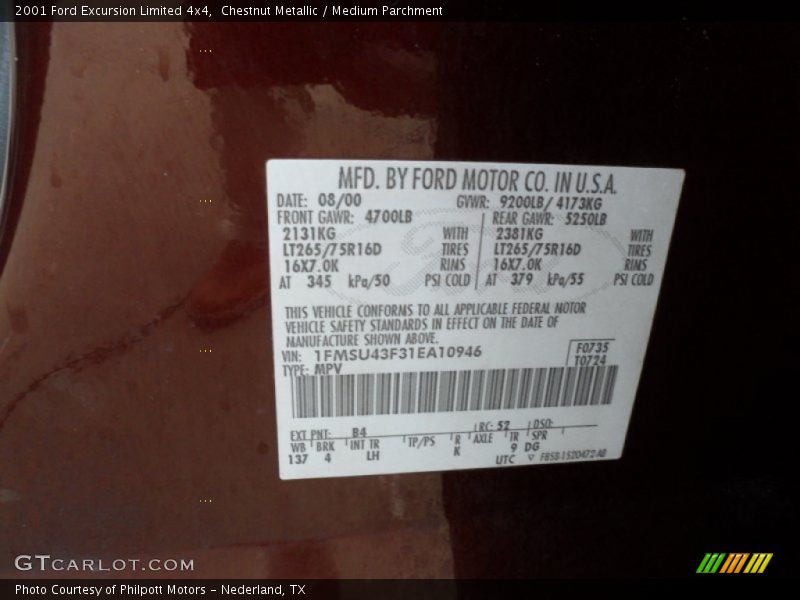 2001 Ford Excursion Limited 4x4,  Chestnut Metallic / Medium Parchment
MFD. BY FORD MOTOR CO. IN U.S.A.
DATE: 08/00 GVWR: 9200LB/ 4173KG
FRONT GAWR: 4700LB REAR GAWR: 5250LB
2131KG WITH 2381KG WITH
LT265/75R16D TIRES LT265/75R16D TIRES
16X7.0K RIMS 16X7.0K RIMS
AT 345 kPa/50 PSI COLD AT 379 kPa/55 PSI COLD
THIS VEHICLE CONFORMS TO ALL APPLICABLE FEDERAL MOTOR
VEHICLE SAFETY STANDARDS IN EFFECT ON THE DATE OF
MANUFACTURE SHOWN ABOVE.
VIN: 1FMSU43F31EA10946 F0735
TYPE: MPV T0724
EXT PNT: B4 RC: 52 DSO:
WB BRK INT TR TP/PS R AXLE TR SPR
137 4 LH K 9 DG
UTC F85B-1520472-AB
GTCARLOT.COM
Photo Courtesy of Philpott Motors – Nederland, TX